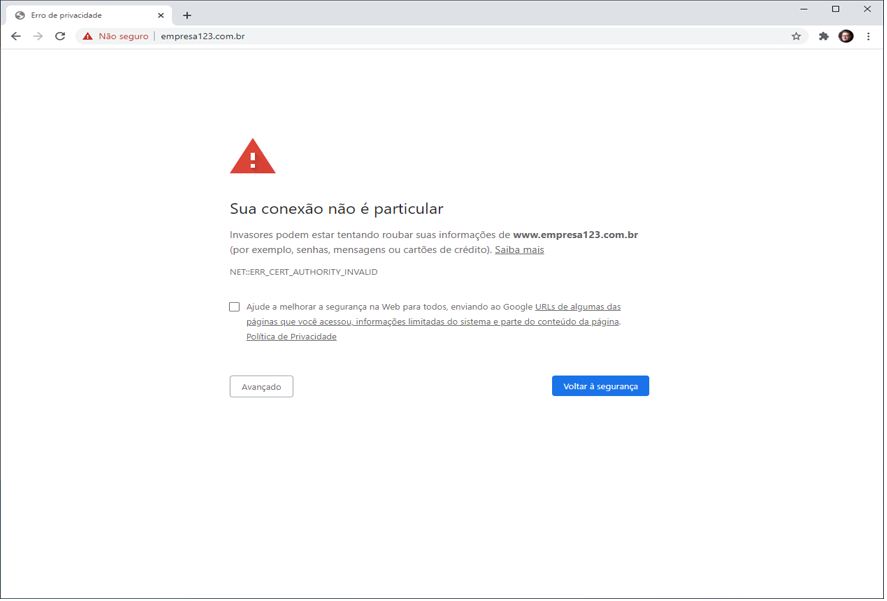 Erro de privacidade
Não seguro | empresa123.com.br
Sua conexão não é particular
Invasores podem estar tentando roubar suas informações de www.empresa123.com.br
(por exemplo, senhas, mensagens ou cartões de crédito). Saiba mais
NET::ERR_CERT_AUTHORITY_INVALID
Ajude a melhorar a segurança na Web para todos, enviando ao Google URLs de algumas das
páginas que você acessou, informações limitadas do sistema e parte do conteúdo da página.
Política de Privacidade
Avançado
Voltar à segurança